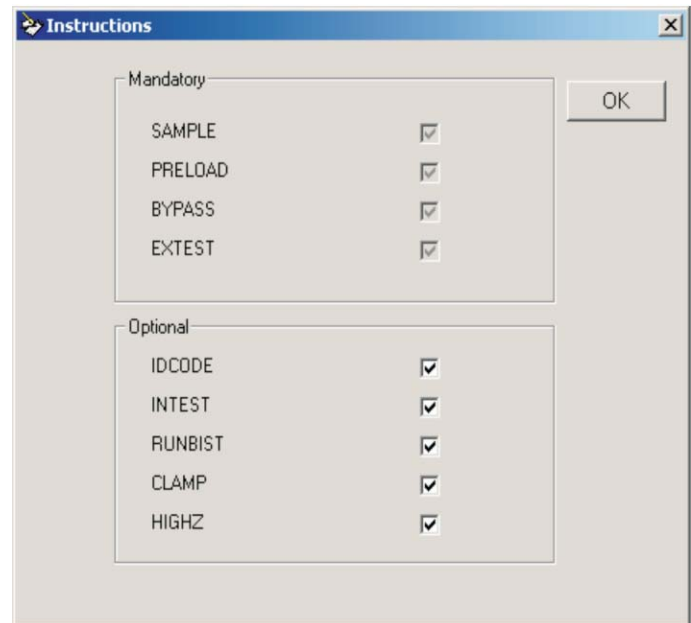 Instructions
Mandatory
OK
SAMPLE
PRELOAD
BYPASS
EXTEST
Optional
IDCODE
INTEST
RUNBIST
CLAMP
HIGHZ